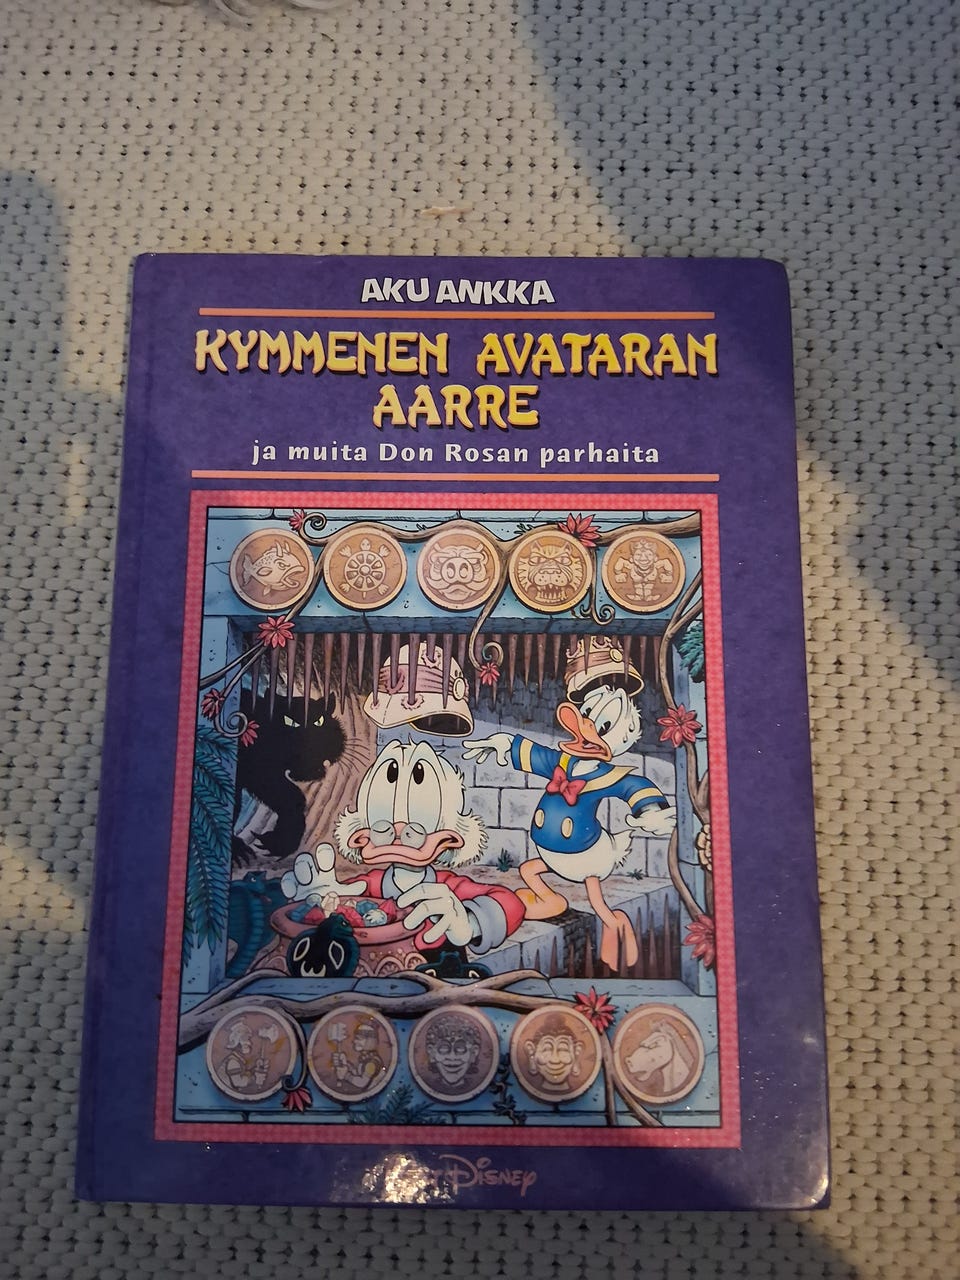 AKU ANKKA
KYMMENEN AVATARAN
AARRE
ja muita Don Rosan parhaita
Disney